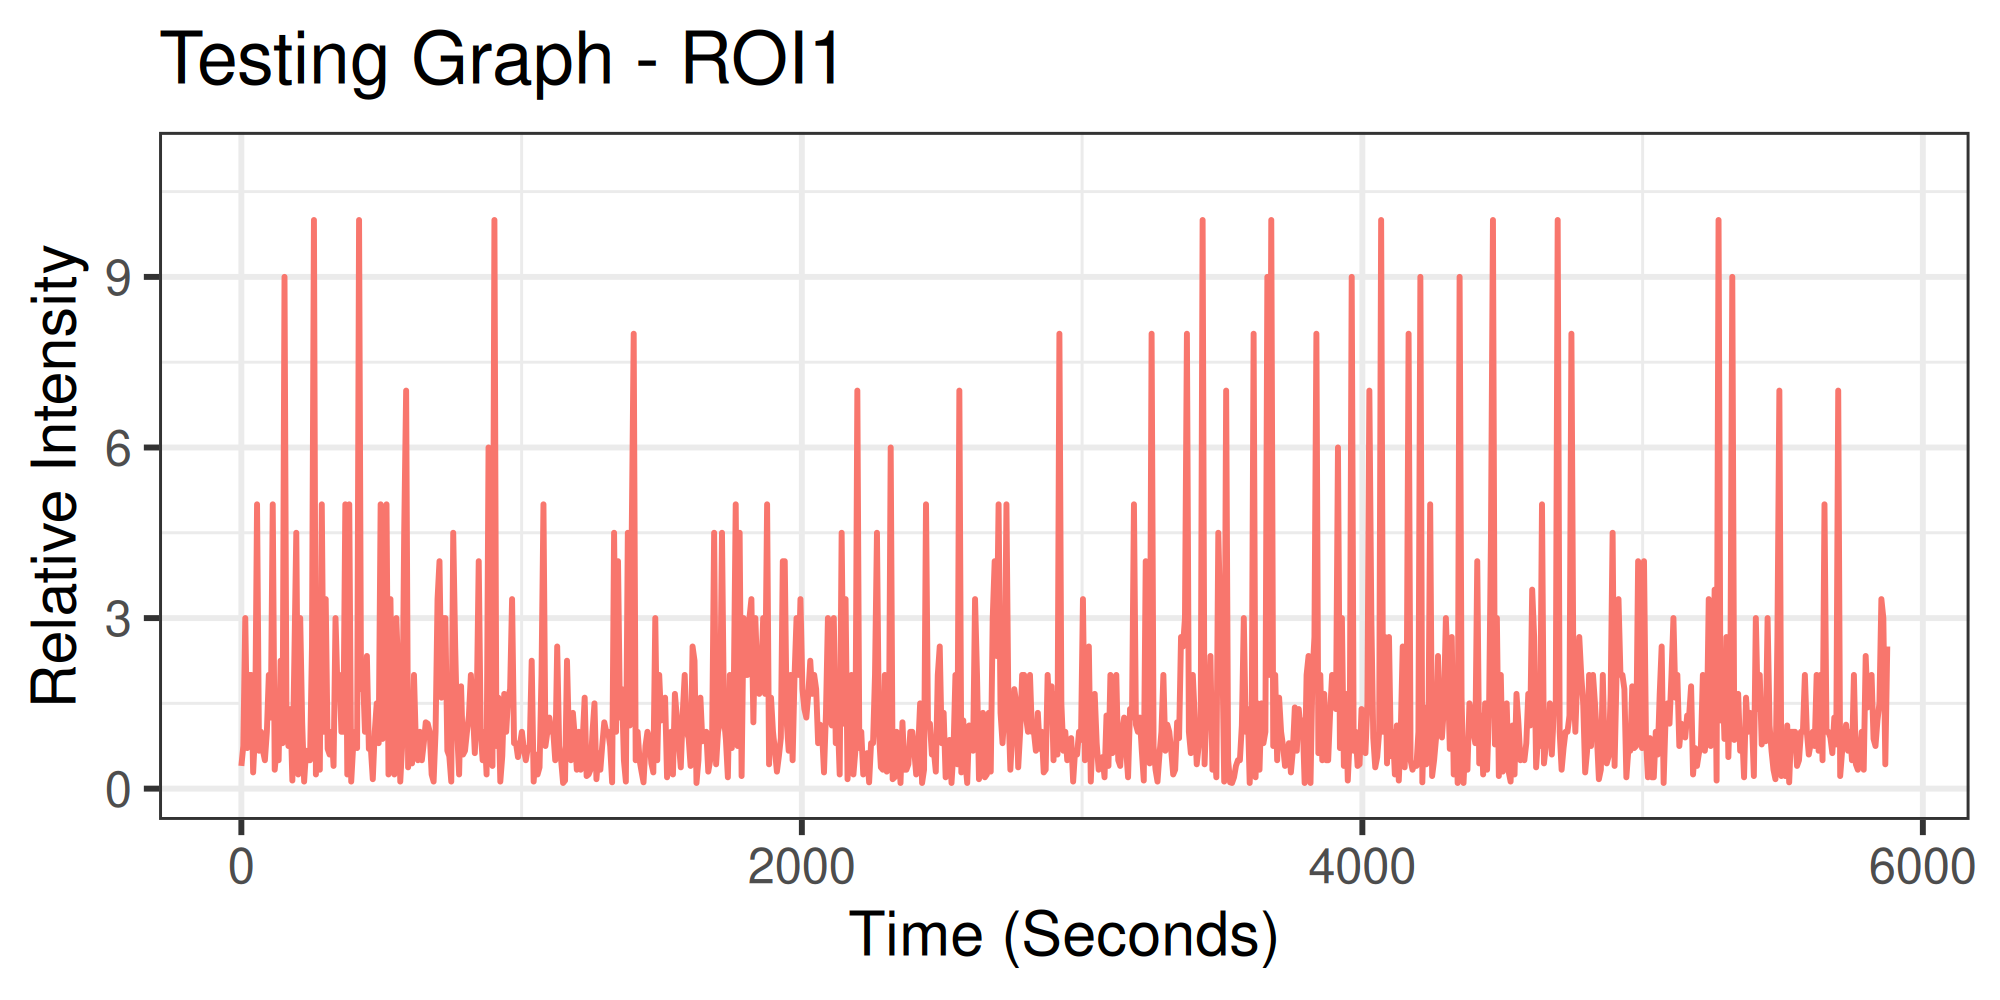 Testing Graph - ROI1
Relative Intensity
9
6
3
0
0 2000 4000 6000
Time (Seconds)